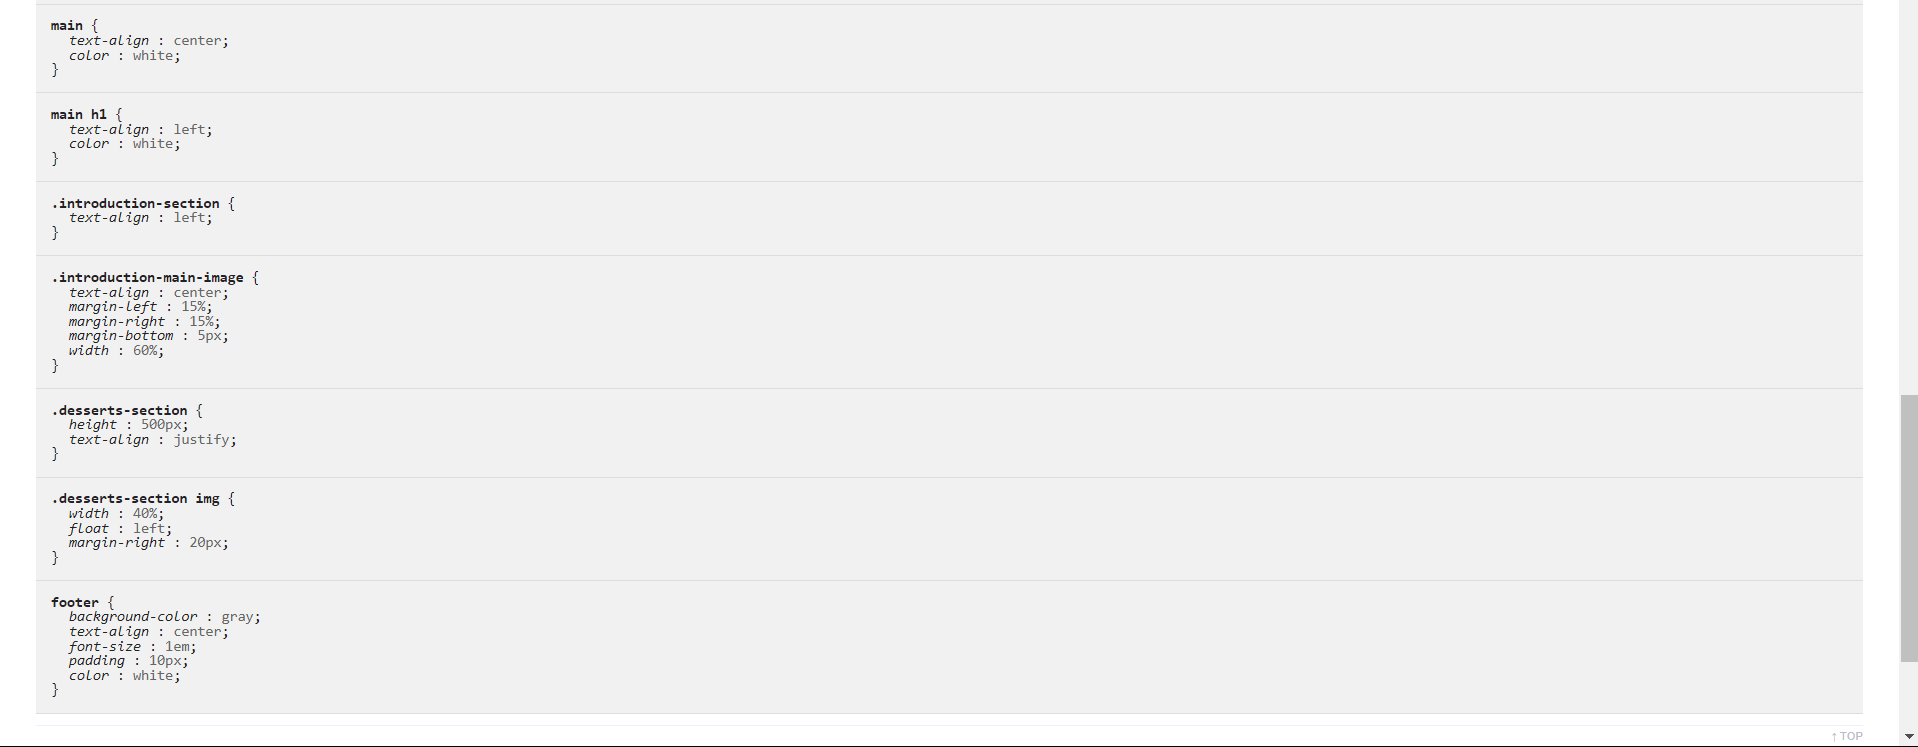 main {
text-align : center;
color : white;
}
main h1 {
text-align : left;
color : white;
}
.introduction-section {
text-align : left;
}
.introduction-main-image {
text-align : center;
margin-left : 15%;
margin-right : 15%;
margin-bottom : 5px;
width : 60%;
}
.desserts-section {
height : 500px;
text-align : justify;
}
.desserts-section img {
width : 40%;
float : left;
margin-right : 20px;
}
footer {
background-color : gray;
text-align : center;
font-size : 1em;
padding : 10px;
color : white;
}
↑ TOP